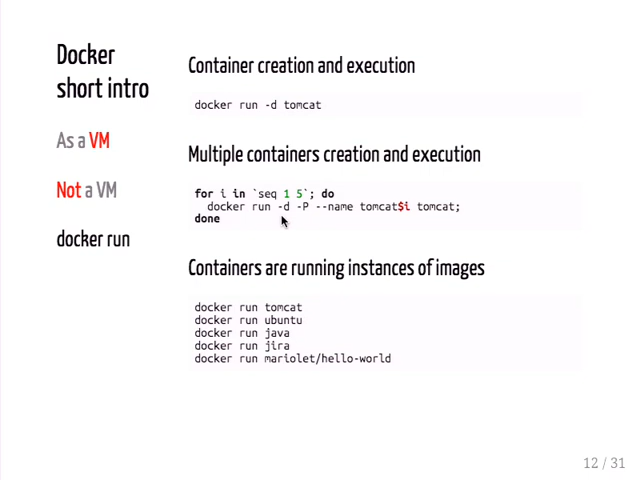 Docker
short intro
As a VM
Not a VM
docker run
Container creation and execution
docker run -d tomcat
Multiple containers creation and execution
for i in `seq 1 5`; do
  docker run -d -P --name tomcat$i tomcat;
done
Containers are running instances of images
docker run tomcat
docker run ubuntu
docker run java
docker run jira
docker run mariolet/hello-world
12 / 31